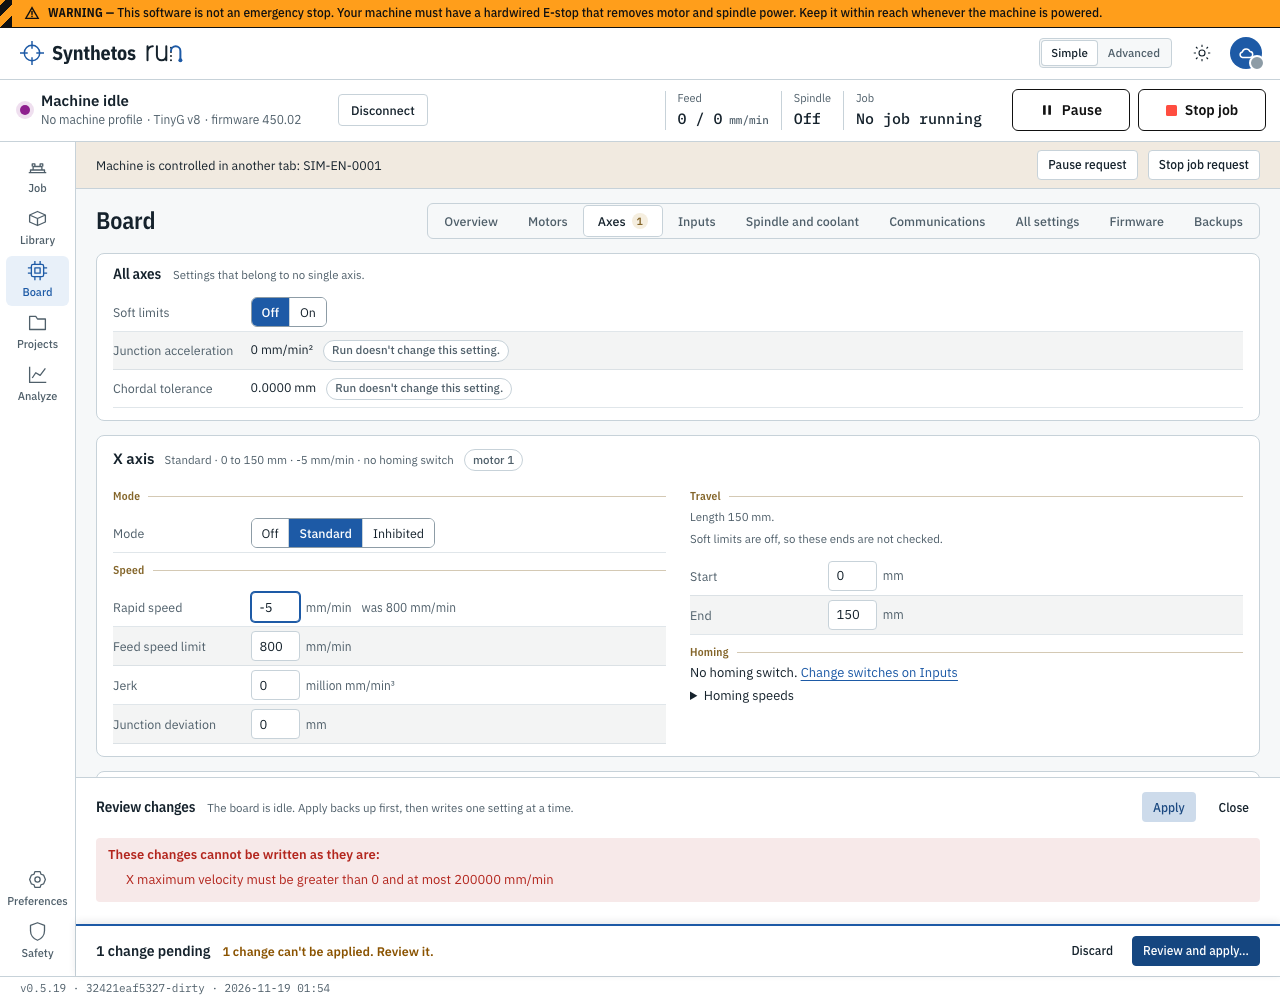 WARNING — This software is not an emergency stop. Your machine must have a hardwired E-stop that removes motor and spindle power. Keep it within reach whenever the machine is powered.
Synthetos run
Simple Advanced
Machine idle
No machine profile · TinyG v8 · firmware 450.02
Disconnect
Feed
0 / 0 mm/min
Spindle
Off
Job
No job running
Pause
Stop job
Job
Library
Board
Projects
Analyze
Preferences
Safety
Machine is controlled in another tab: SIM-EN-0001
Pause request Stop job request
Board
Overview Motors Axes 1 Inputs Spindle and coolant Communications All settings Firmware Backups
All axes Settings that belong to no single axis.
Soft limits Off On
Junction acceleration 0 mm/min² Run doesn't change this setting.
Chordal tolerance 0.0000 mm Run doesn't change this setting.
X axis Standard · 0 to 150 mm · -5 mm/min · no homing switch motor 1
Mode
Mode Off Standard Inhibited
Speed
Rapid speed -5 mm/min was 800 mm/min
Feed speed limit 800 mm/min
Jerk 0 million mm/min³
Junction deviation 0 mm
Travel
Length 150 mm.
Soft limits are off, so these ends are not checked.
Start 0 mm
End 150 mm
Homing
No homing switch. Change switches on Inputs
Homing speeds
Review changes The board is idle. Apply backs up first, then writes one setting at a time.
Apply Close
These changes cannot be written as they are:
X maximum velocity must be greater than 0 and at most 200000 mm/min
1 change pending 1 change can't be applied. Review it.
Discard Review and apply...
v0.5.19 · 32421eaf5327-dirty · 2026-11-19 01:54